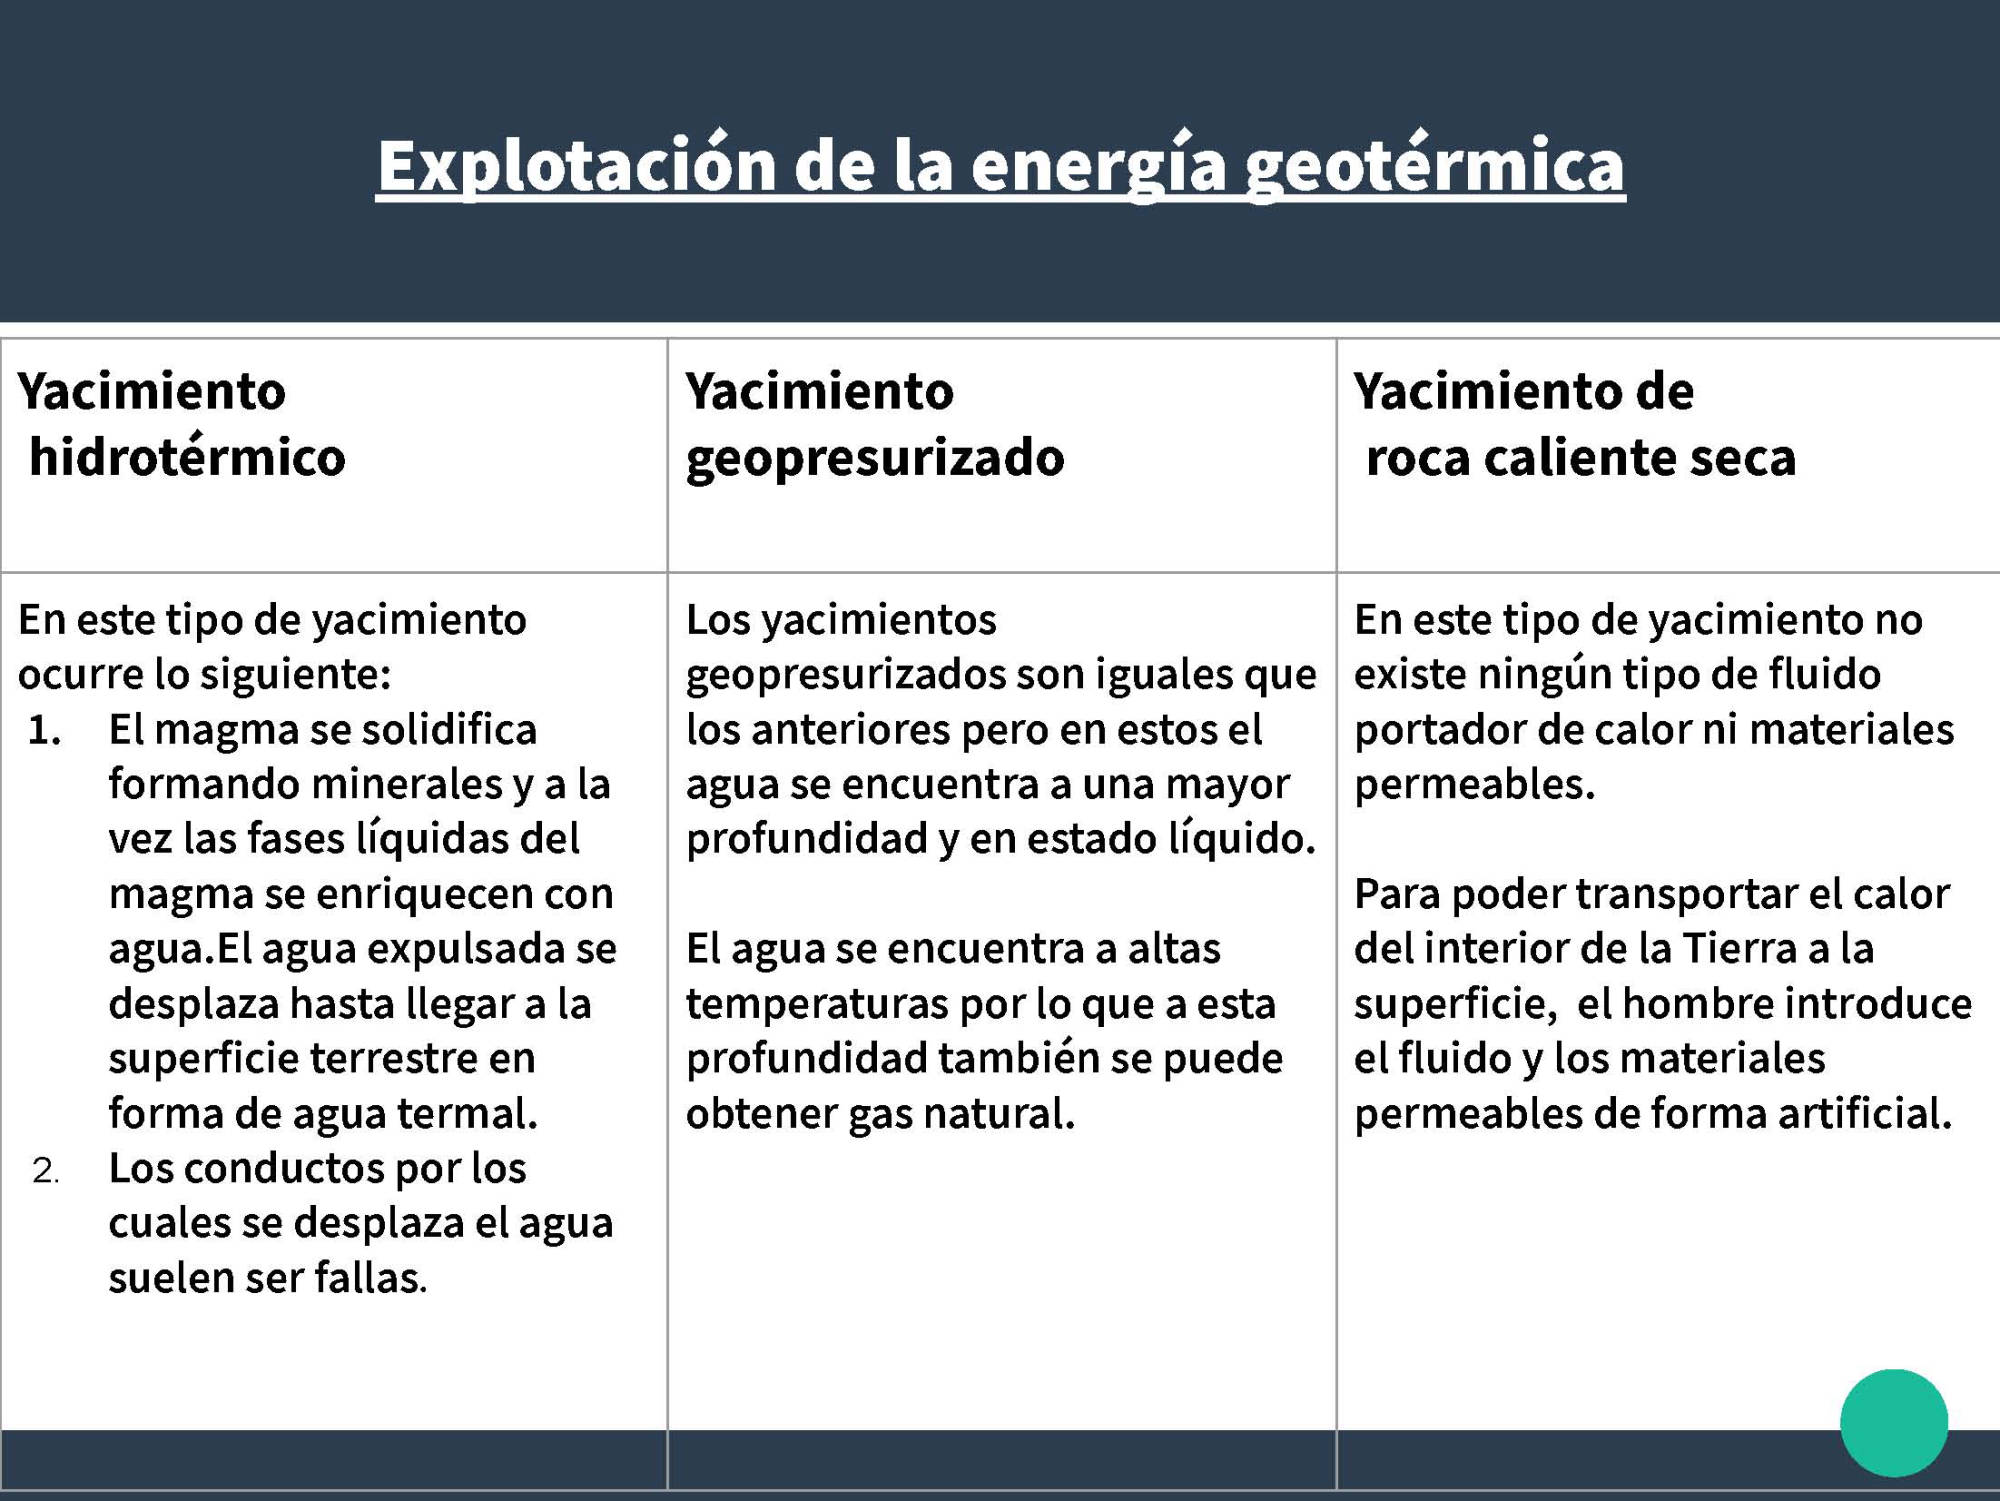 Explotación de la energía geotérmica
Yacimiento
hidrotérmico
Yacimiento
geopresurizado
Yacimiento de
roca caliente seca
En este tipo de yacimiento
ocurre lo siguiente:
1. El magma se solidifica
formando minerales y a la
vez las fases líquidas del
magma se enriquecen con
agua.El agua expulsada se
desplaza hasta llegar a la
superficie terrestre en
forma de agua termal.
2. Los conductos por los
cuales se desplaza el agua
suelen ser fallas.
Los yacimientos
geopresurizados son iguales que
los anteriores pero en estos el
agua se encuentra a una mayor
profundidad y en estado líquido.
El agua se encuentra a altas
temperaturas por lo que a esta
profundidad también se puede
obtener gas natural.
En este tipo de yacimiento no
existe ningún tipo de fluido
portador de calor ni materiales
permeables.
Para poder transportar el calor
del interior de la Tierra a la
superficie, el hombre introduce
el fluido y los materiales
permeables de forma artificial.